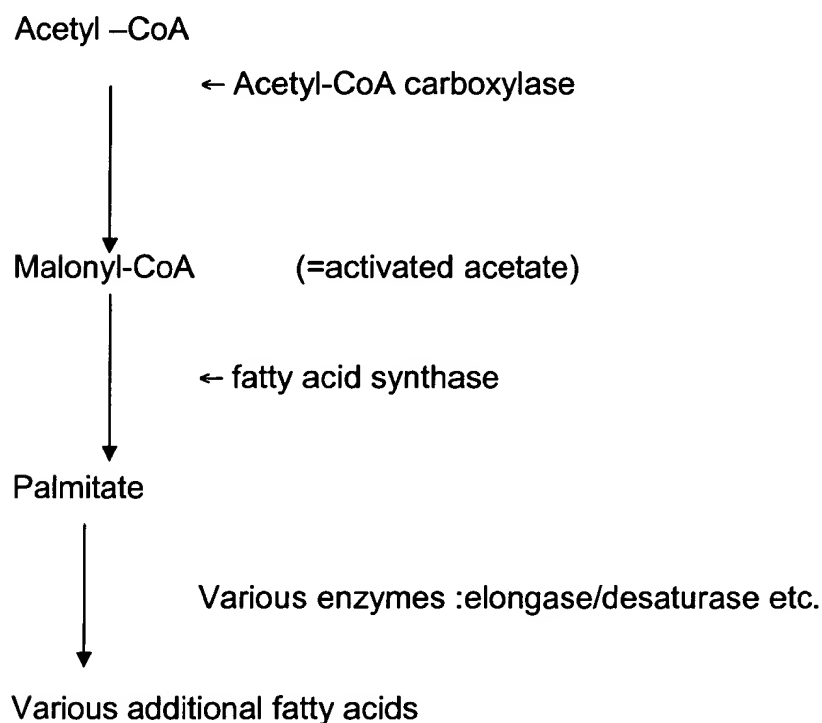 Acetyl –CoA
← Acetyl-CoA carboxylase
Malonyl-CoA (=activated acetate)
← fatty acid synthase
Palmitate
Various enzymes :elongase/desaturase etc.
Various additional fatty acids